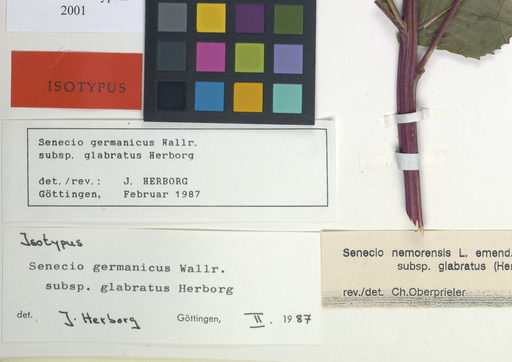 2001
ISOTYPUS
Senecio germanicus Wallr.
subsp. glabratus Herborg
det./rev.: J. HERBORG
Göttingen, Februar 1987
Isotypus
Senecio germanicus Wallr.
subsp. glabratus Herborg
det. J. Herborg Göttingen, II. 1987
Senecio nemorensis L. emend.
subsp. glabratus (Her
rev./det. Ch.Oberprieler